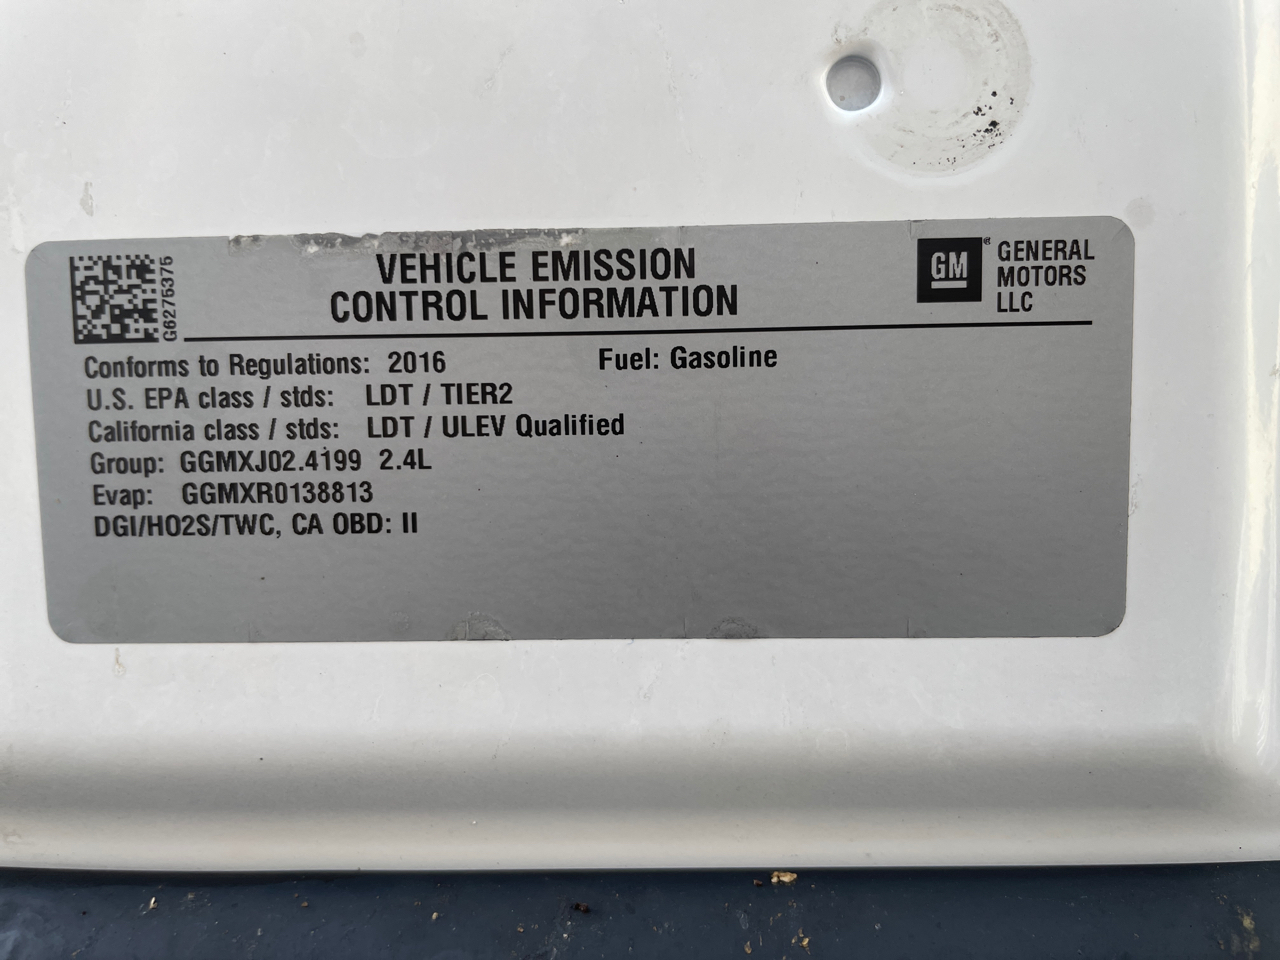 VEHICLE EMISSION
CONTROL INFORMATION
GM®
GENERAL
MOTORS
LLC
G6275375
Conforms to Regulations: 2016 Fuel: Gasoline
U.S. EPA class / stds: LDT / TIER2
California class / stds: LDT / ULEV Qualified
Group: GGMXJ02.4199 2.4L
Evap: GGMXR0138813
DGI/HO2S/TWC, CA OBD: II